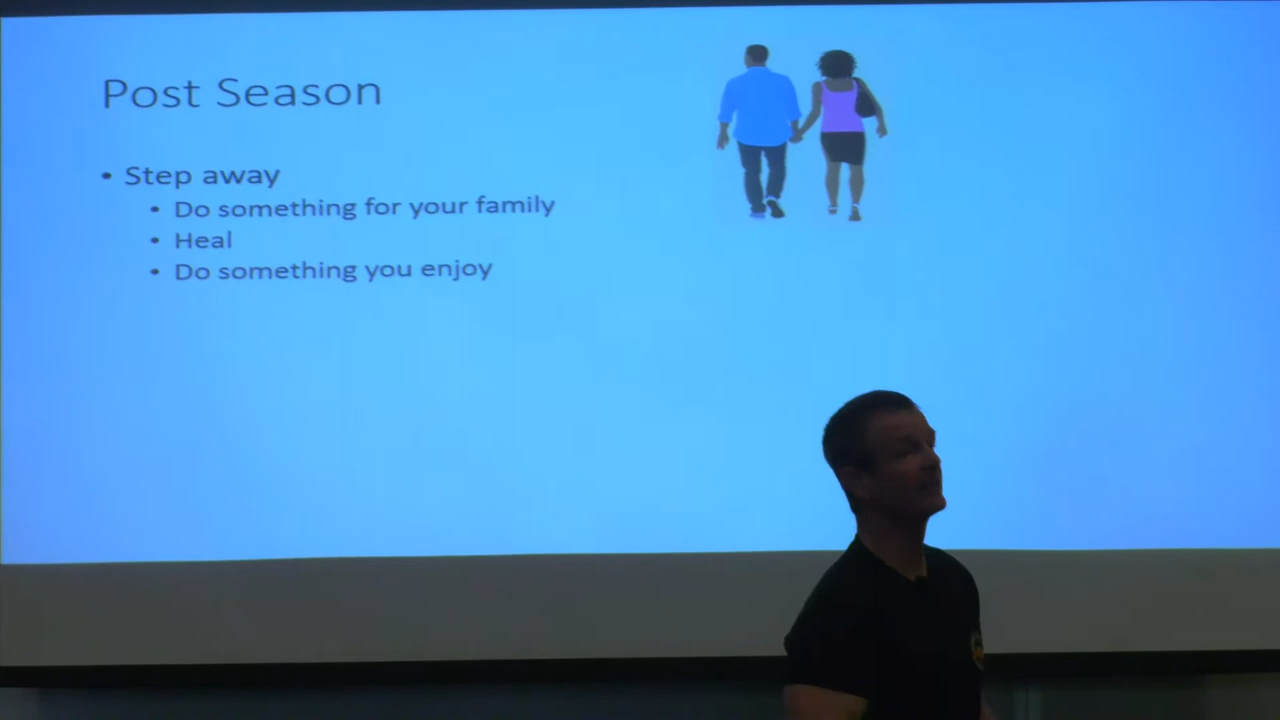 Post Season
• Step away
• Do something for your family
• Heal
• Do something you enjoy